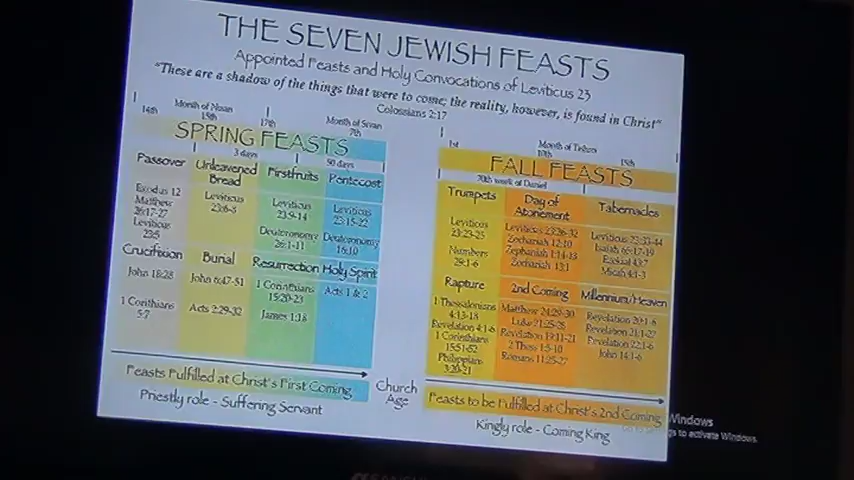 THE SEVEN JEWISH FEASTS
Appointed Feasts and Holy Convocations of Leviticus 23
"These are a shadow of the things that were to come; the reality, however, is found in Christ"
Colossians 2:17
14th
Month of Nisan
15th
17th
Month of Sivan
7th
SPRING FEASTS
3 days
50 days
Passover
Exodus 12
Matthew
26:17-27
Leviticus
23:5
Crucifixion
John 18:28
1 Corinthians
5:7
Unleavened
Bread
Leviticus
23:6-8
Burial
John 6:47-51
Acts 2:29-32
Firstfruits
Leviticus
23:9-14
Deuteronomy
26:1-11
Resurrection
1 Corinthians
15:20-23
James 1:18
Pentecost
Leviticus
23:15-22
Deuteronomy
16:10
Holy Spirit
Acts 1 & 2
Feasts Fulfilled at Christ's First Coming
Priestly role - Suffering Servant
Church
Age
1st
Month of Tishri
10th
15th
FALL FEASTS
70th week of Daniel
Trumpets
Leviticus
23:23-25
Numbers
29:1-6
Rapture
1 Thessalonians
4:13-18
Revelation 4:1-6
1 Corinthians
15:51-52
Philippians
3:20-21
Day of
Atonement
Leviticus 23:26-32
Zechariah 12:10
Zephaniah 1:14-18
Zechariah 13:1
2nd Coming
Matthew 24:29-30
Luke 21:25-28
Revelation 19:11-21
2 Thess 1:5-10
Romans 11:25-27
Tabernacles
Leviticus 23:33-44
Isaiah 65:17-19
Ezekiel 43:7
Micah 4:1-3
Millennium/Heaven
Revelation 20:1-6
Revelation 21:1-27
Revelation 22:1-6
John 14:1-6
Feasts to be Fulfilled at Christ's 2nd Coming
Kingly role - Coming King
Windows
to activate Windows.